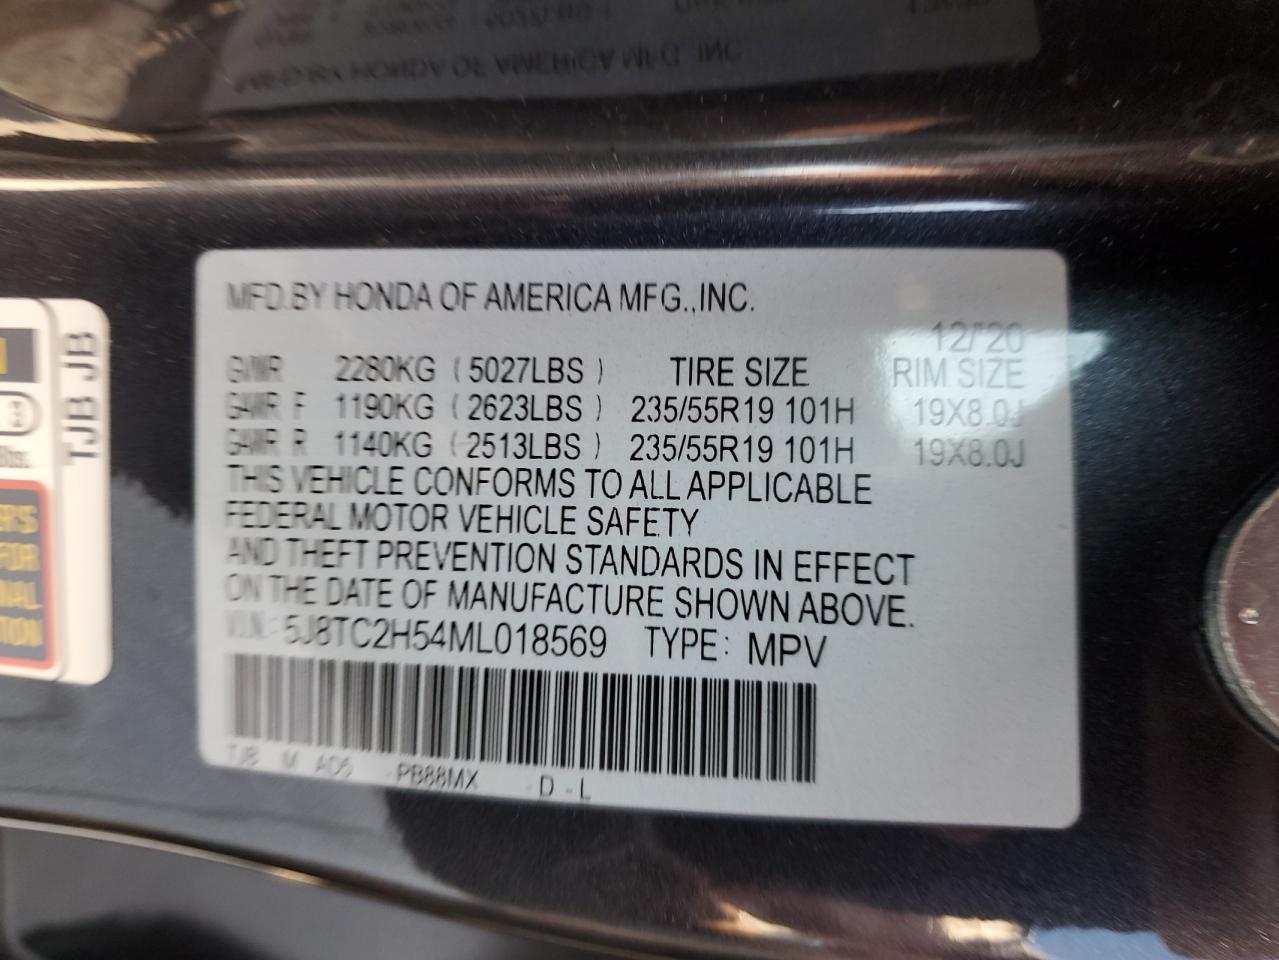 MFD.BY HONDA OF AMERICA MFG.,INC.
12/20
GVWR 2280KG ( 5027LBS ) TIRE SIZE RIM SIZE
GAWR F 1190KG ( 2623LBS ) 235/55R19 101H 19X8.0J
GAWR R 1140KG ( 2513LBS ) 235/55R19 101H 19X8.0J
THIS VEHICLE CONFORMS TO ALL APPLICABLE
FEDERAL MOTOR VEHICLE SAFETY
AND THEFT PREVENTION STANDARDS IN EFFECT
ON THE DATE OF MANUFACTURE SHOWN ABOVE.
V.I.N.: 5J8TC2H54ML018569 TYPE: MPV
TJB M A06 -PB88MX -D -L
TJB JB
3
lbs.
FOR